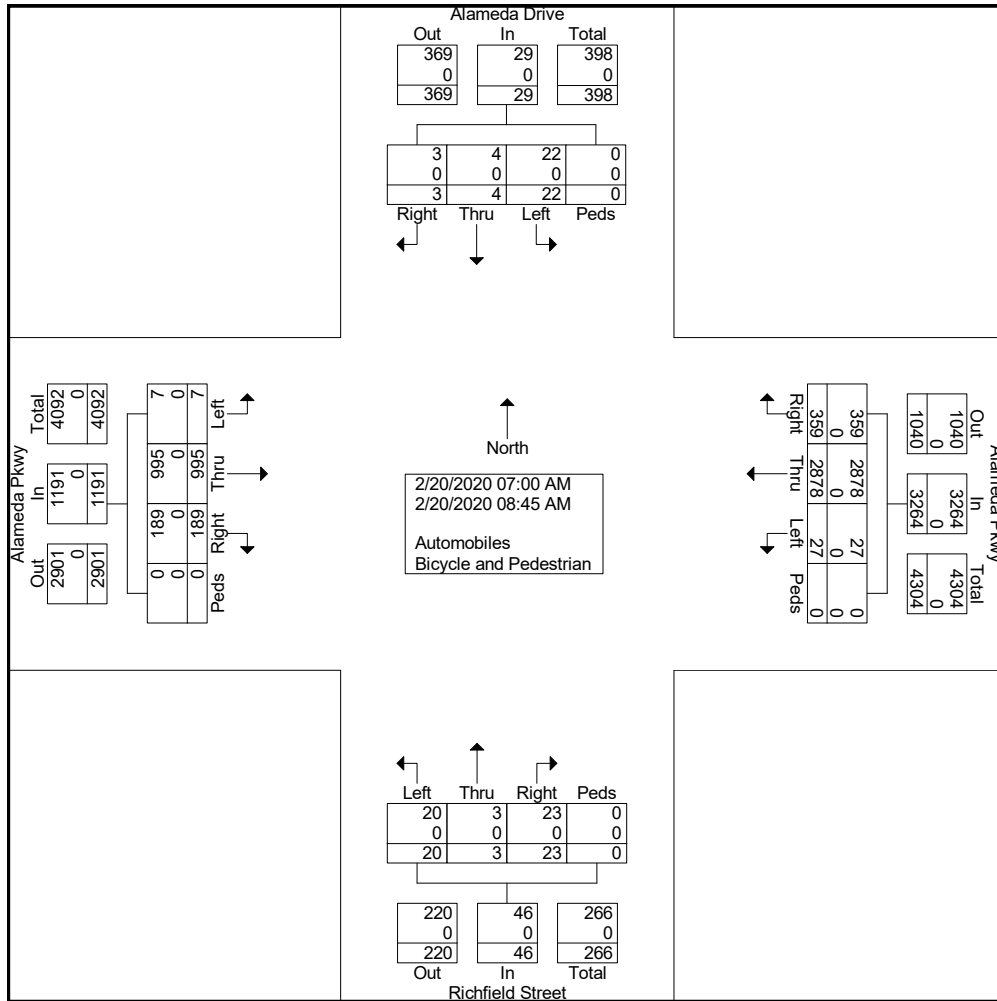 Alameda Drive
Out In Total
369 29 398
0 0 0
369 29 398
3 4 22 0
0 0 0 0
3 4 22 0
Right Thru Left Peds
Alameda Pkwy
Total In Out
4092 1191 2901
0 0 0
4092 1191 2901
7 995 189 0
0 0 0 0
7 995 189 0
Left Thru Right Peds
North
2/20/2020 07:00 AM
2/20/2020 08:45 AM
Automobiles
Bicycle and Pedestrian
Alameda Pkwy
Out In Total
1040 3264 4304
0 0 0
1040 3264 4304
359 2878 27 0
0 0 0 0
359 2878 27 0
Right Thru Left Peds
Left Thru Right Peds
20 3 23 0
0 0 0 0
20 3 23 0
220 46 266
0 0 0
220 46 266
Out In Total
Richfield Street